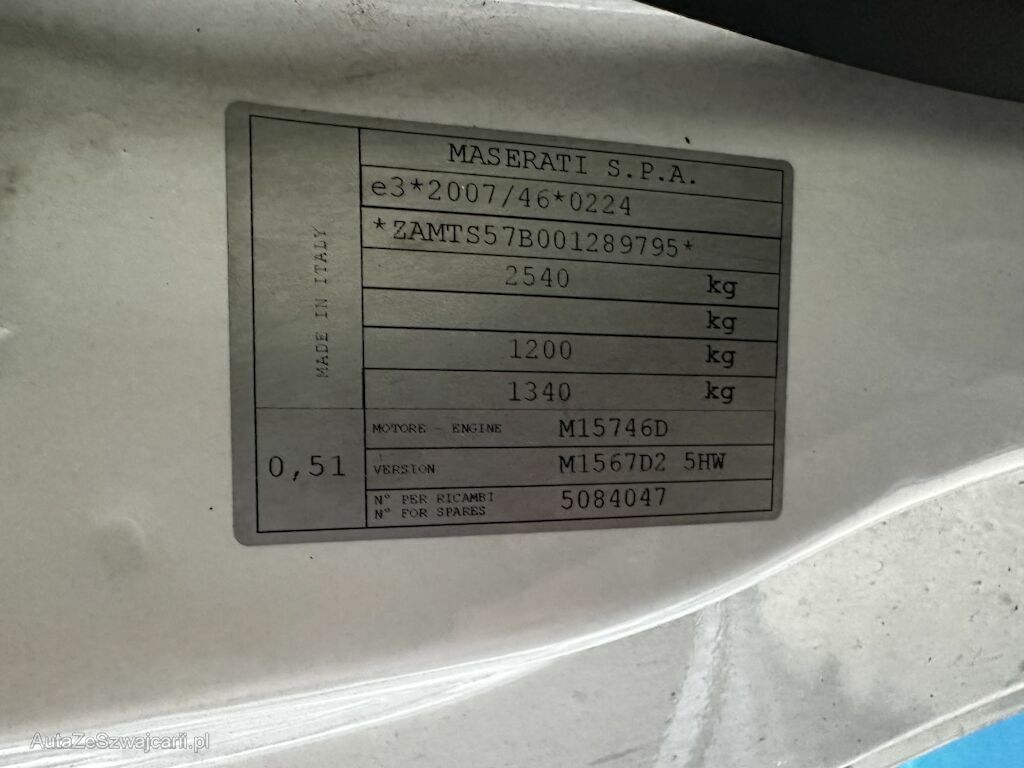 MASERATI S.P.A.
e3*2007/46*0224
*ZAMTS57B001289795*
2540 kg
kg
1200 kg
1340 kg
MADE IN ITALY
0,51
MOTORE - ENGINE M15746D
VERSION M1567D2 5HW
N° PER RICAMBI
N° FOR SPARES 5084047
AutaZeSzwajcarii.pl